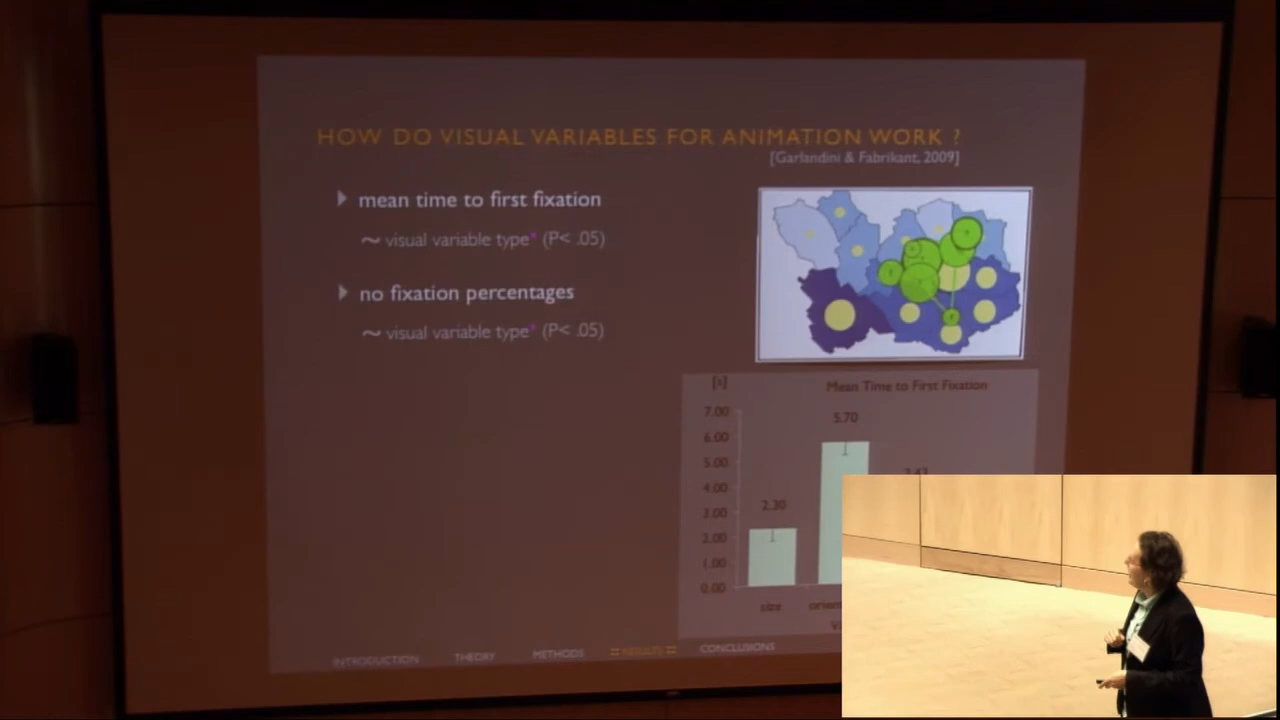 HOW DO VISUAL VARIABLES FOR ANIMATION WORK ?
[Garlandini & Fabrikant, 2009]
mean time to first fixation
~ visual variable type* (P< .05)
no fixation percentages
~ visual variable type* (P< .05)
[s]
Mean Time to First Fixation
7.00
6.00
5.00
4.00
3.00
2.00
1.00
0.00
5.70
2.30
size
INTRODUCTION THEORY METHODS :: RESULTS :: CONCLUSIONS